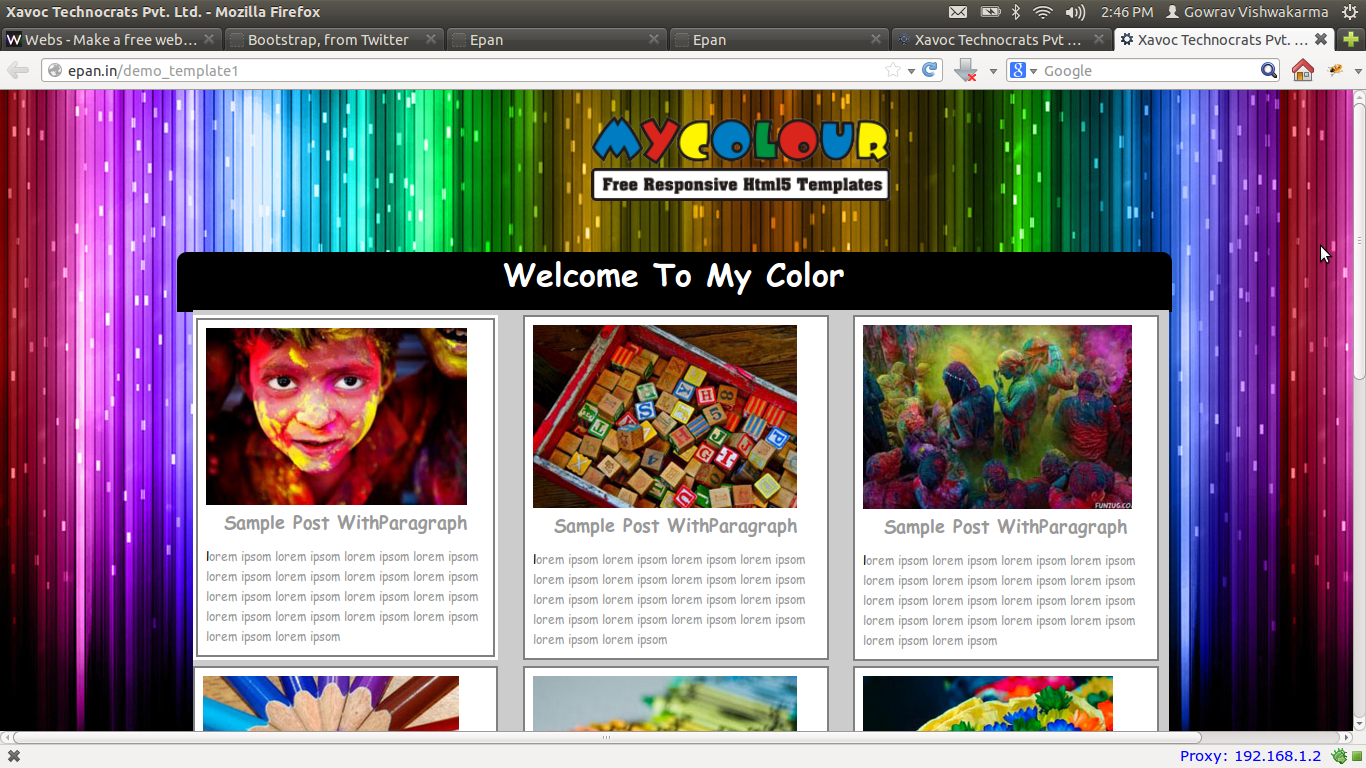 Xavoc Technocrats Pvt. Ltd. - Mozilla Firefox
2:46 PM
Gowrav Vishwakarma
Webs - Make a free web...
Bootstrap, from Twitter
Epan
Epan
Xavoc Technocrats Pvt ...
Xavoc Technocrats Pvt. ...
epan.in/demo_template1
Google
MYCOLOUR
Free Responsive Html5 Templates
Welcome To My Color
Sample Post WithParagraph
lorem ipsom lorem ipsom lorem ipsom lorem ipsom
lorem ipsom lorem ipsom lorem ipsom lorem ipsom
lorem ipsom lorem ipsom lorem ipsom lorem ipsom
lorem ipsom lorem ipsom lorem ipsom lorem ipsom
lorem ipsom lorem ipsom
Sample Post WithParagraph
lorem ipsom lorem ipsom lorem ipsom lorem ipsom
lorem ipsom lorem ipsom lorem ipsom lorem ipsom
lorem ipsom lorem ipsom lorem ipsom lorem ipsom
lorem ipsom lorem ipsom lorem ipsom lorem ipsom
lorem ipsom lorem ipsom
FUNJUG.CO
Sample Post WithParagraph
lorem ipsom lorem ipsom lorem ipsom lorem ipsom
lorem ipsom lorem ipsom lorem ipsom lorem ipsom
lorem ipsom lorem ipsom lorem ipsom lorem ipsom
lorem ipsom lorem ipsom lorem ipsom lorem ipsom
lorem ipsom lorem ipsom
Proxy: 192.168.1.2